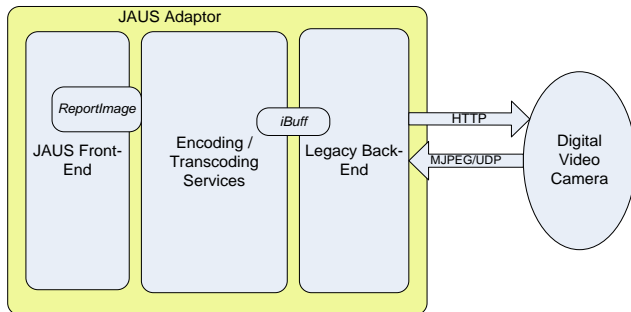 JAUS Adaptor
ReportImage
JAUS Front-
End
Encoding /
Transcoding
Services
iBuff
Legacy Back-
End
HTTP
MJPEG/UDP
Digital
Video
Camera